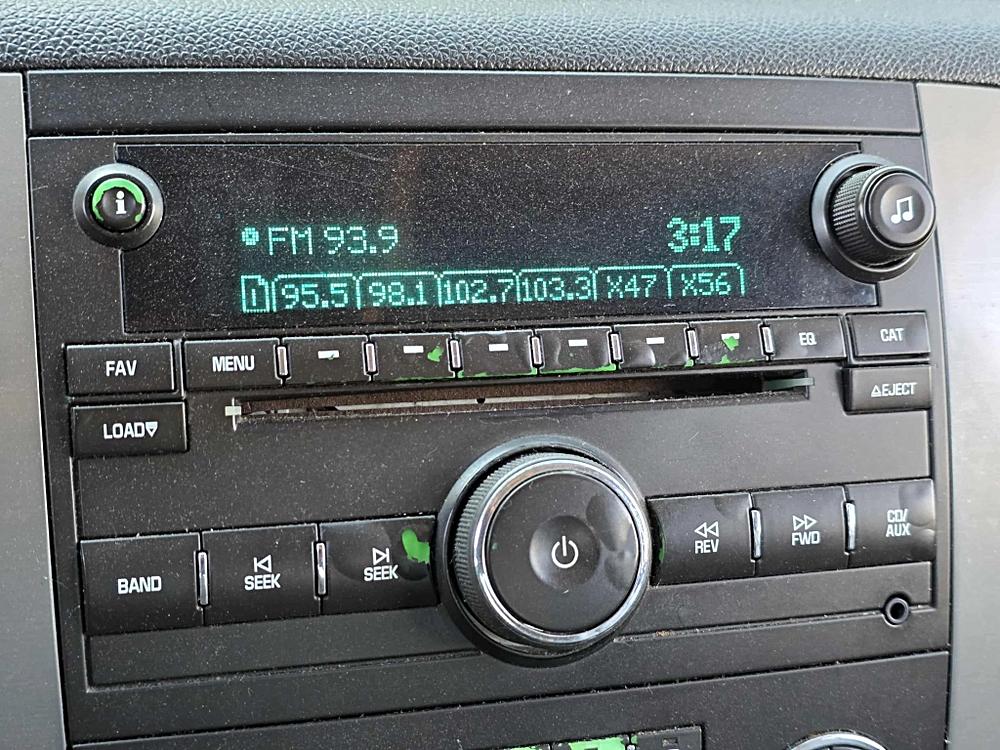 i
FM 93.9 3:17
1 95.5 98.1 102.7 103.3 X47 X56
FAV MENU EQ CAT
LOAD EJECT
BAND SEEK SEEK REV FWD CD/
AUX